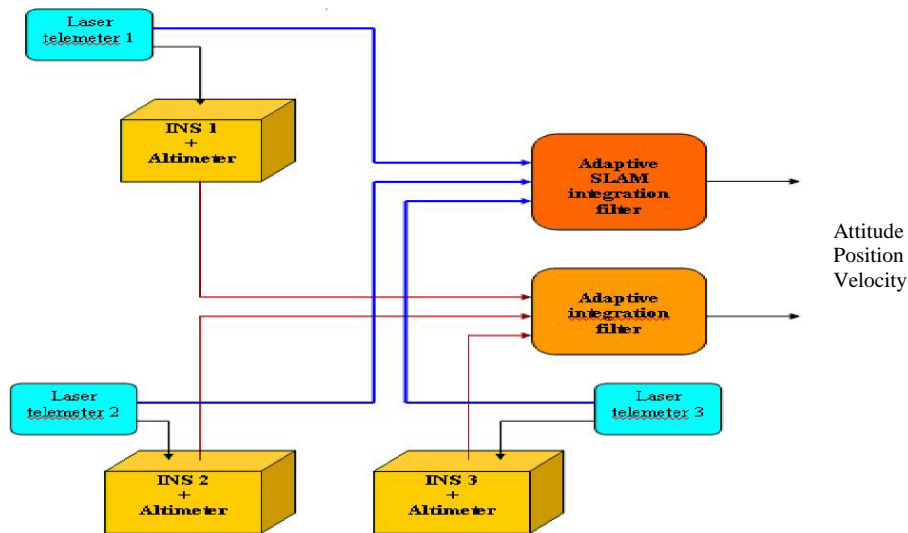 Laser
telemeter 1
INS 1
+
Altimeter
Adaptive
SLAM
integration
filter
Attitude
Position
Velocity
Adaptive
integration
filter
Laser
telemeter 2
Laser
telemeter 3
INS 2
+
Altimeter
INS 3
+
Altimeter